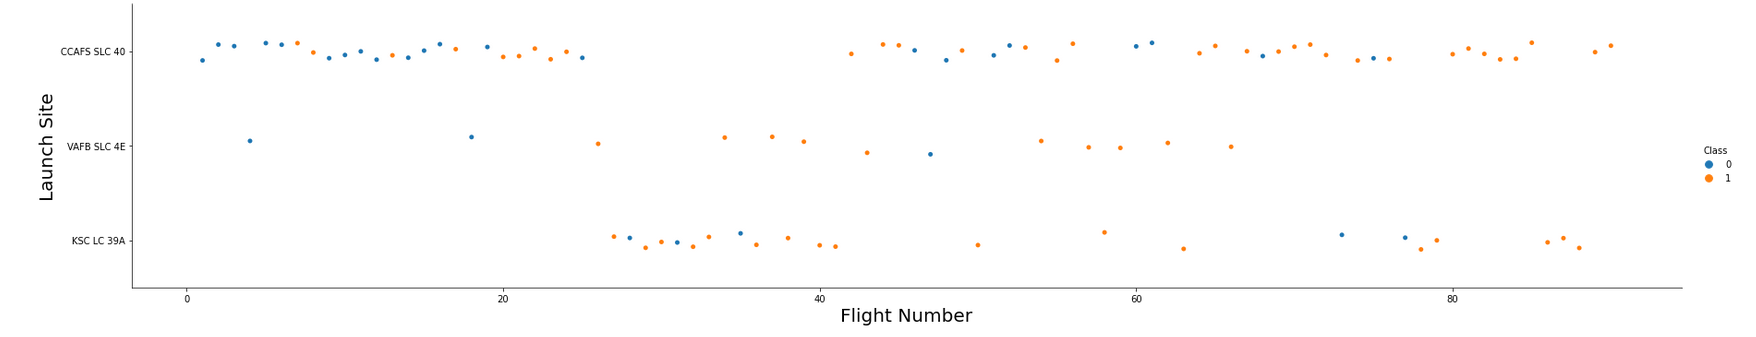 Launch Site
CCAFS SLC 40
VAFB SLC 4E
KSC LC 39A
0 20 40 60 80
Flight Number
Class
0
1